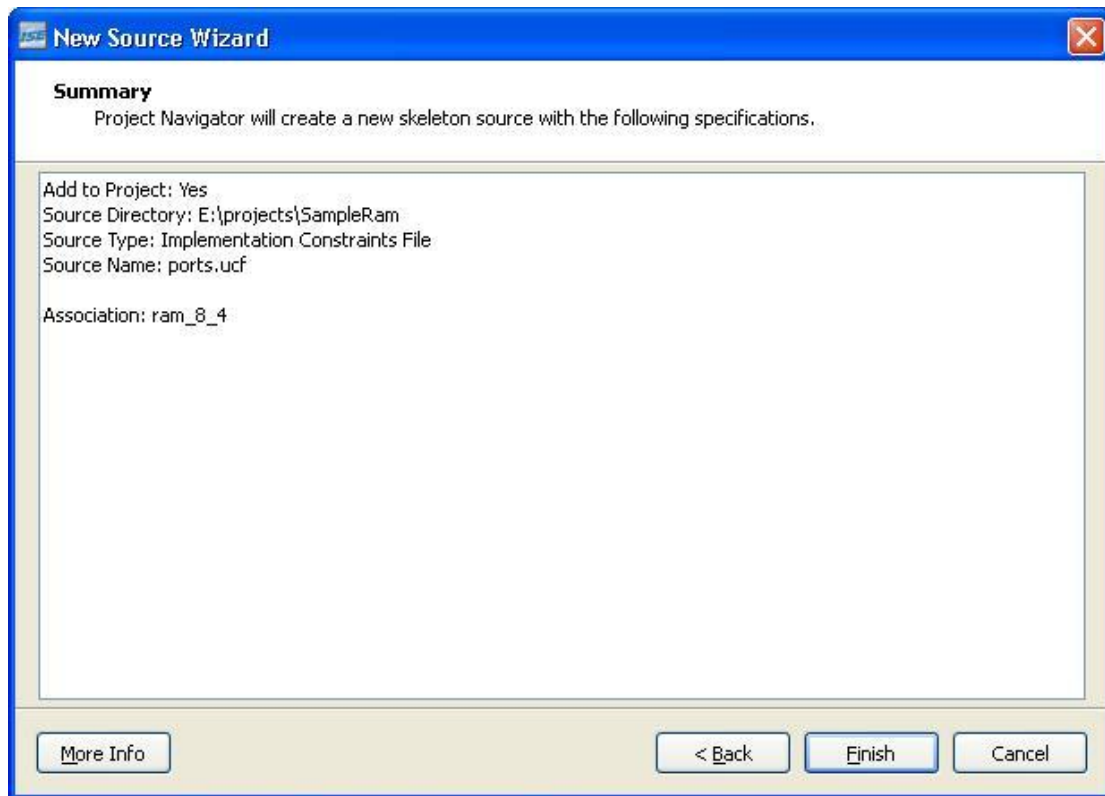 ISE New Source Wizard
Summary
Project Navigator will create a new skeleton source with the following specifications.
Add to Project: Yes
Source Directory: E:\projects\SampleRam
Source Type: Implementation Constraints File
Source Name: ports.ucf
Association: ram_8_4
More Info
< Back
Finish
Cancel